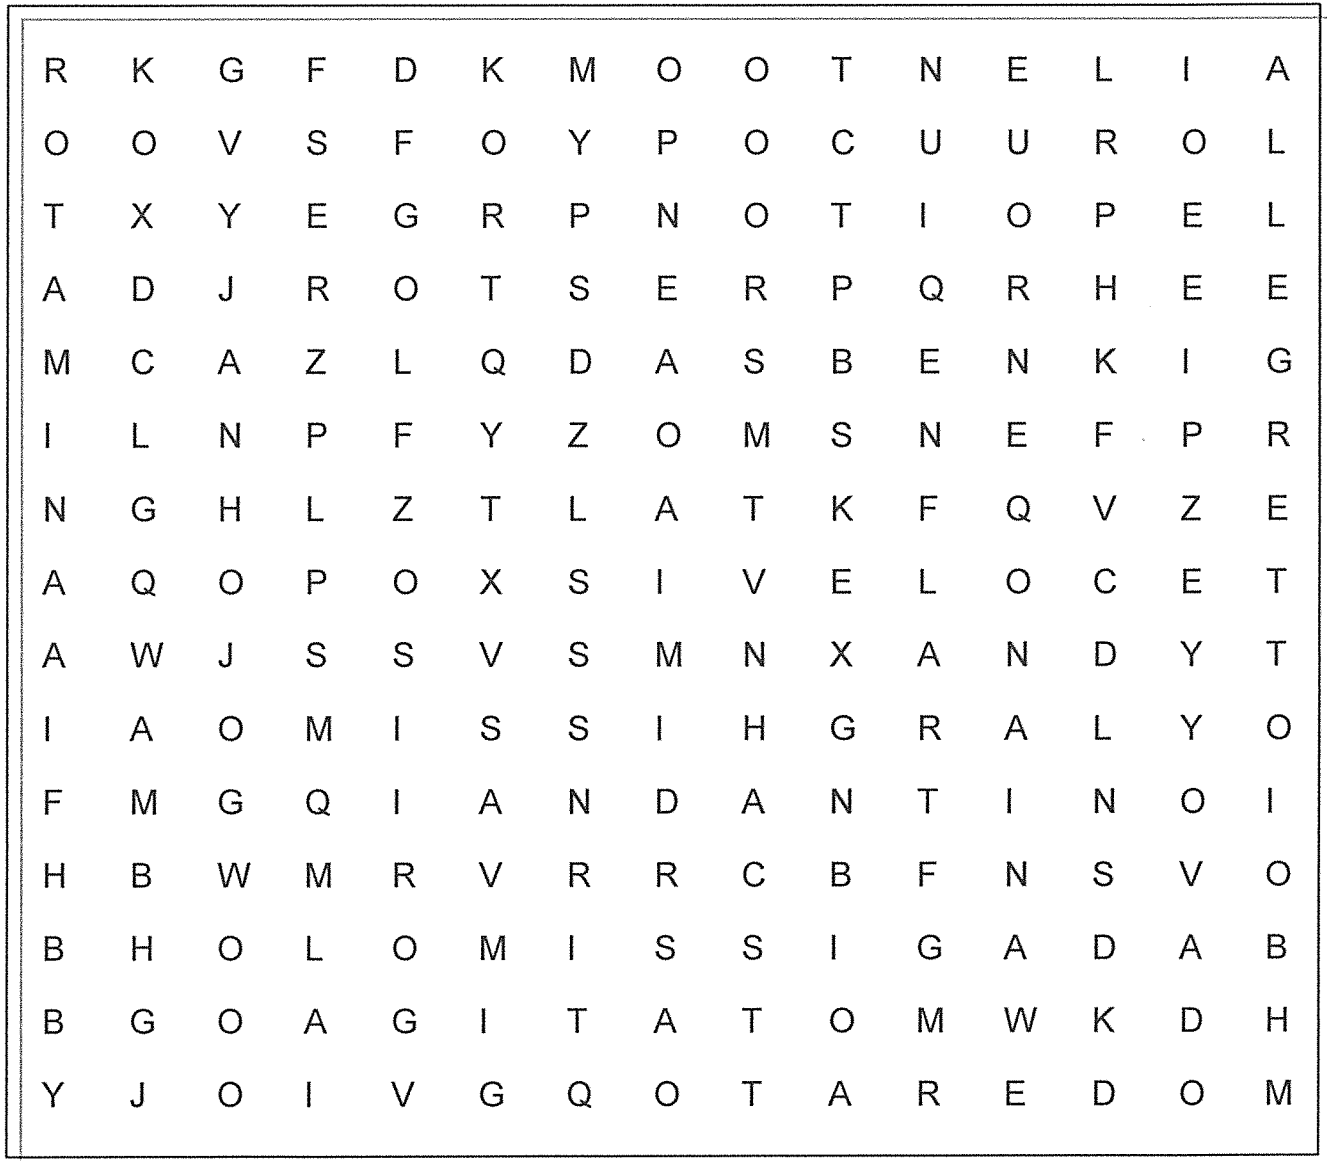 R K G F D K M O O T N E L I A
O O V S F O Y P O C U U R O L
T X Y E G R P N O T I O P E L
A D J R O T S E R P Q R H E E
M C A Z L Q D A S B E N K I G
I L N P F Y Z O M S N E F P R
N G H L Z T L A T K F Q V Z E
A Q O P O X S I V E L O C E T
A W J S S V S M N X A N D Y T
I A O M I S S I H G R A L Y O
F M G Q I A N D A N T I N O I
H B W M R V R R C B F N S V O
B H O L O M I S S I G A D A B
B G O A G I T A T O M W K D H
Y J O I V G Q O T A R E D O M